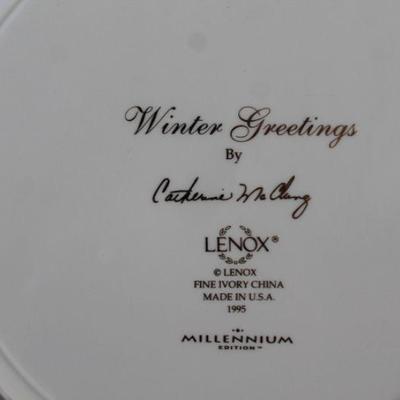 Winter Greetings
By
Catherine McClung
LENOX®
© LENOX
FINE IVORY CHINA
MADE IN U.S.A.
1995
MILLENNIUM
EDITION™